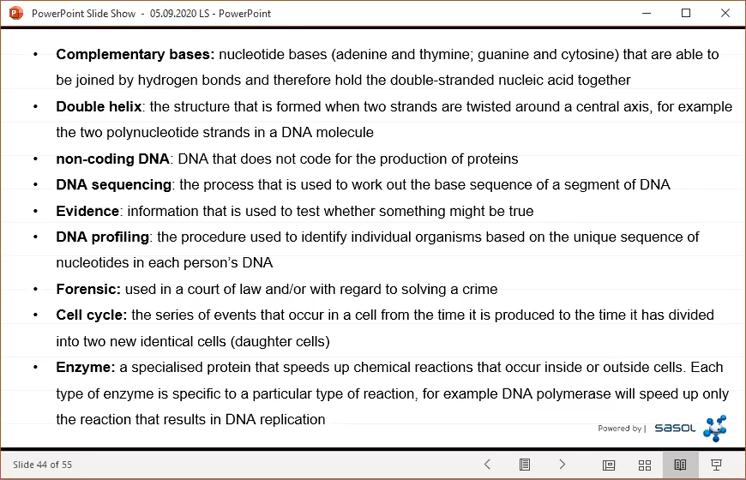 PowerPoint Slide Show - 05.09.2020 LS - PowerPoint
• Complementary bases: nucleotide bases (adenine and thymine; guanine and cytosine) that are able to
be joined by hydrogen bonds and therefore hold the double-stranded nucleic acid together
• Double helix: the structure that is formed when two strands are twisted around a central axis, for example
the two polynucleotide strands in a DNA molecule
• non-coding DNA: DNA that does not code for the production of proteins
• DNA sequencing: the process that is used to work out the base sequence of a segment of DNA
• Evidence: information that is used to test whether something might be true
• DNA profiling: the procedure used to identify individual organisms based on the unique sequence of
nucleotides in each person's DNA
• Forensic: used in a court of law and/or with regard to solving a crime
• Cell cycle: the series of events that occur in a cell from the time it is produced to the time it has divided
into two new identical cells (daughter cells)
• Enzyme: a specialised protein that speeds up chemical reactions that occur inside or outside cells. Each
type of enzyme is specific to a particular type of reaction, for example DNA polymerase will speed up only
the reaction that results in DNA replication
Powered by | sasol
Slide 44 of 55